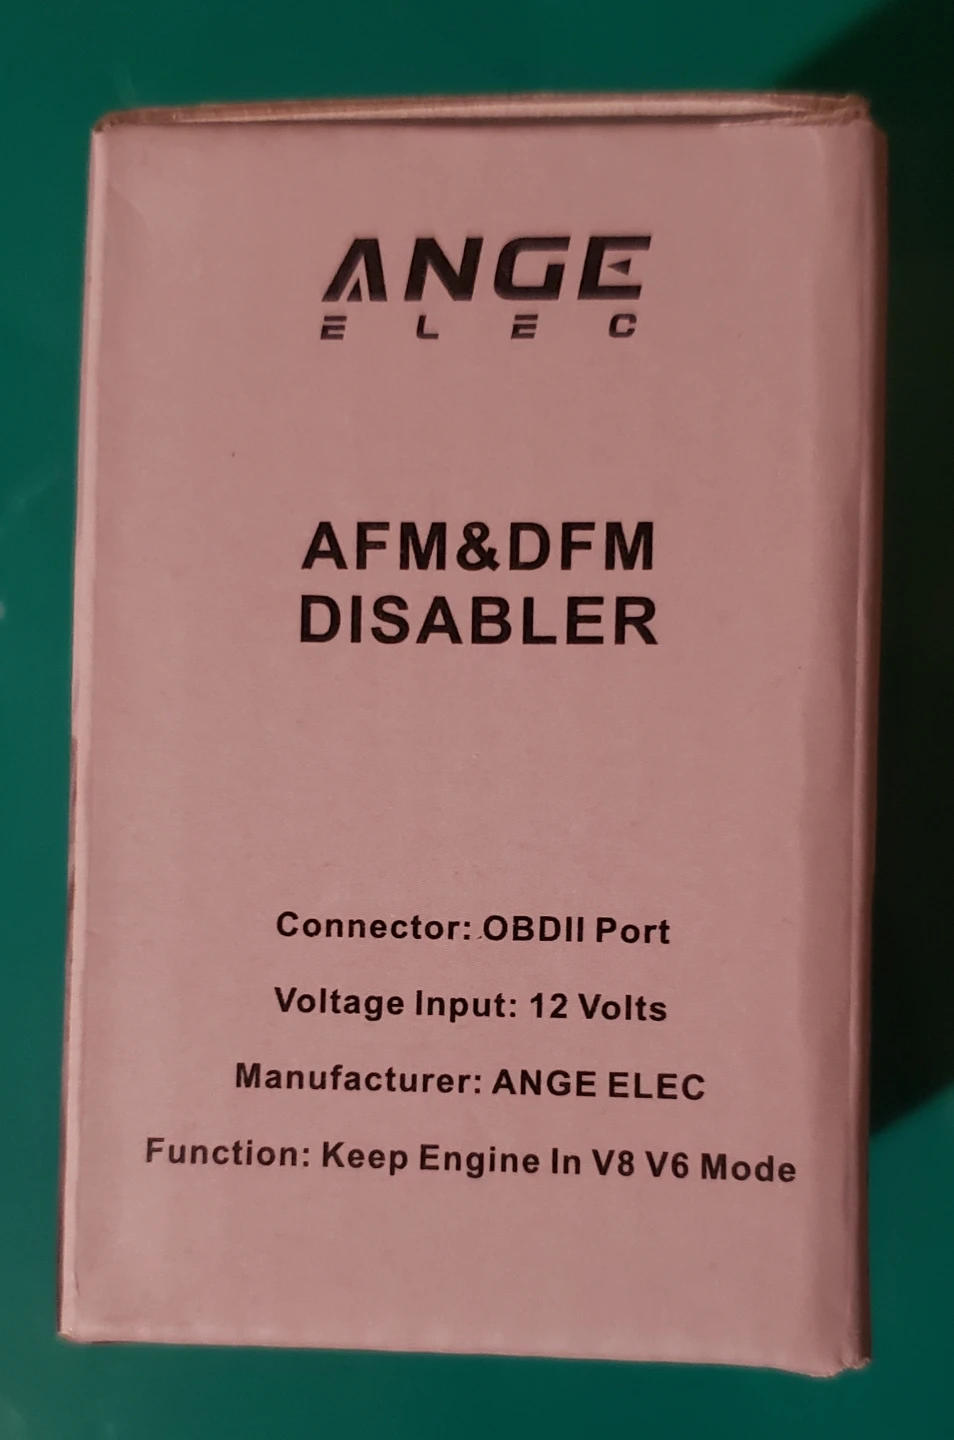 ANGE
ELEC
AFM&DFM
DISABLER
Connector: OBDII Port
Voltage Input: 12 Volts
Manufacturer: ANGE ELEC
Function: Keep Engine In V8 V6 Mode